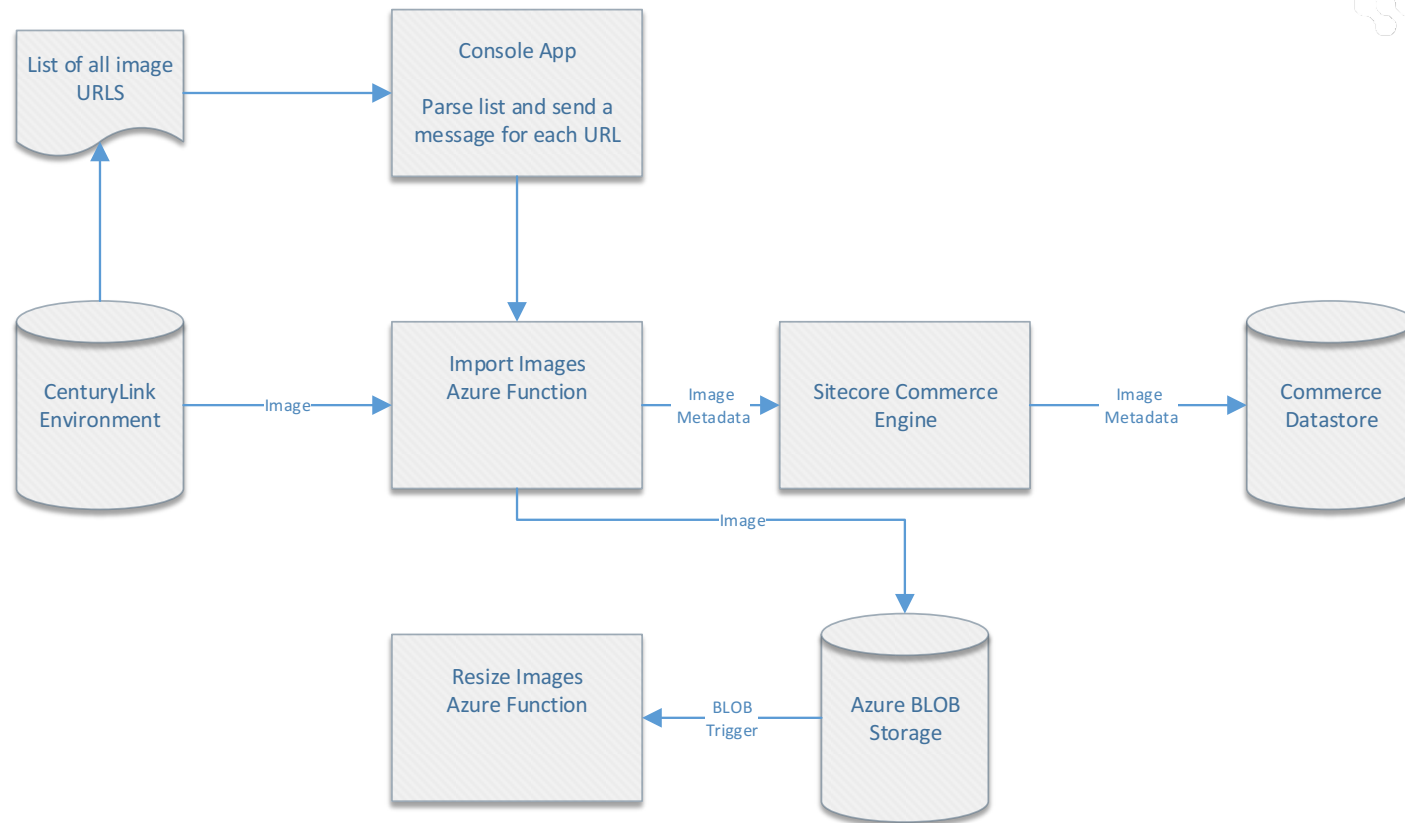 List of all image
URLS
Console App
Parse list and send a
message for each URL
CenturyLink
Environment
Image
Import Images
Azure Function
Image
Metadata
Sitecore Commerce
Engine
Image
Metadata
Commerce
Datastore
Image
Resize Images
Azure Function
BLOB
Trigger
Azure BLOB
Storage